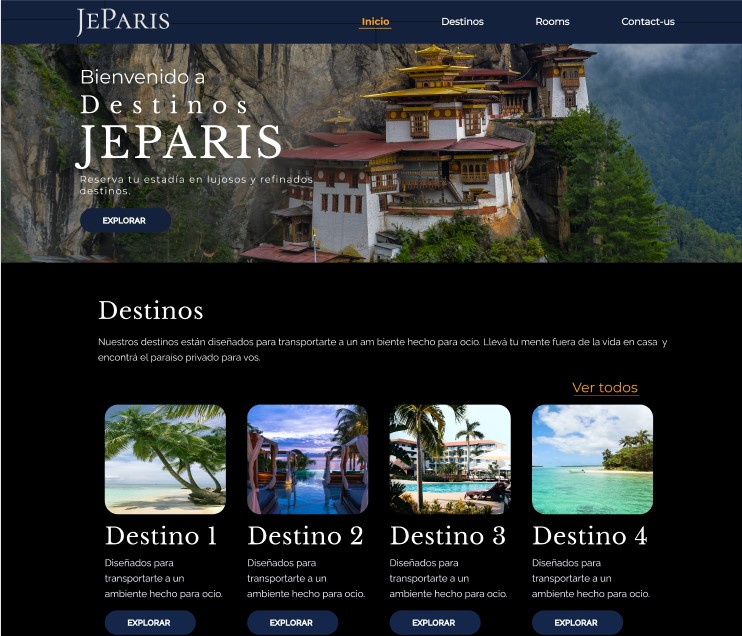 JEPARIS
Inicio Destinos Rooms Contact-us
Bienvenido a
Destinos
JEPARIS
Reserva tu estadía en lujosos y refinados
destinos.
EXPLORAR
Destinos
Nuestros destinos están diseñados para transportarte a un am biente hecho para ocio. Llevá tu mente fuera de la vida en casa y
encontrá el paraíso privado para vos.
Ver todos
Destino 1 Destino 2 Destino 3 Destino 4
Diseñados para Diseñados para Diseñados para Diseñados para
transportarte a un transportarte a un transportarte a un transportarte a un
ambiente hecho para ocio. ambiente hecho para ocio. ambiente hecho para ocio. ambiente hecho para ocio.
EXPLORAR EXPLORAR EXPLORAR EXPLORAR